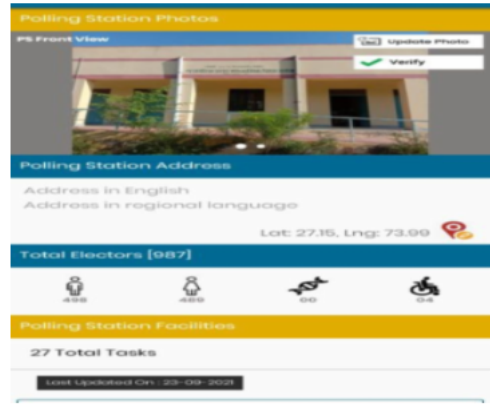 Polling Station Photos
PS Front View
Update Photo
Verify
Polling Station Address
Address in English
Address in regional language
Lat: 27.15, Lng: 73.99
Total Electors [987]
498 489 00 04
Polling Station Facilities
27 Total Tasks
Last Updated On : 23-09-2021